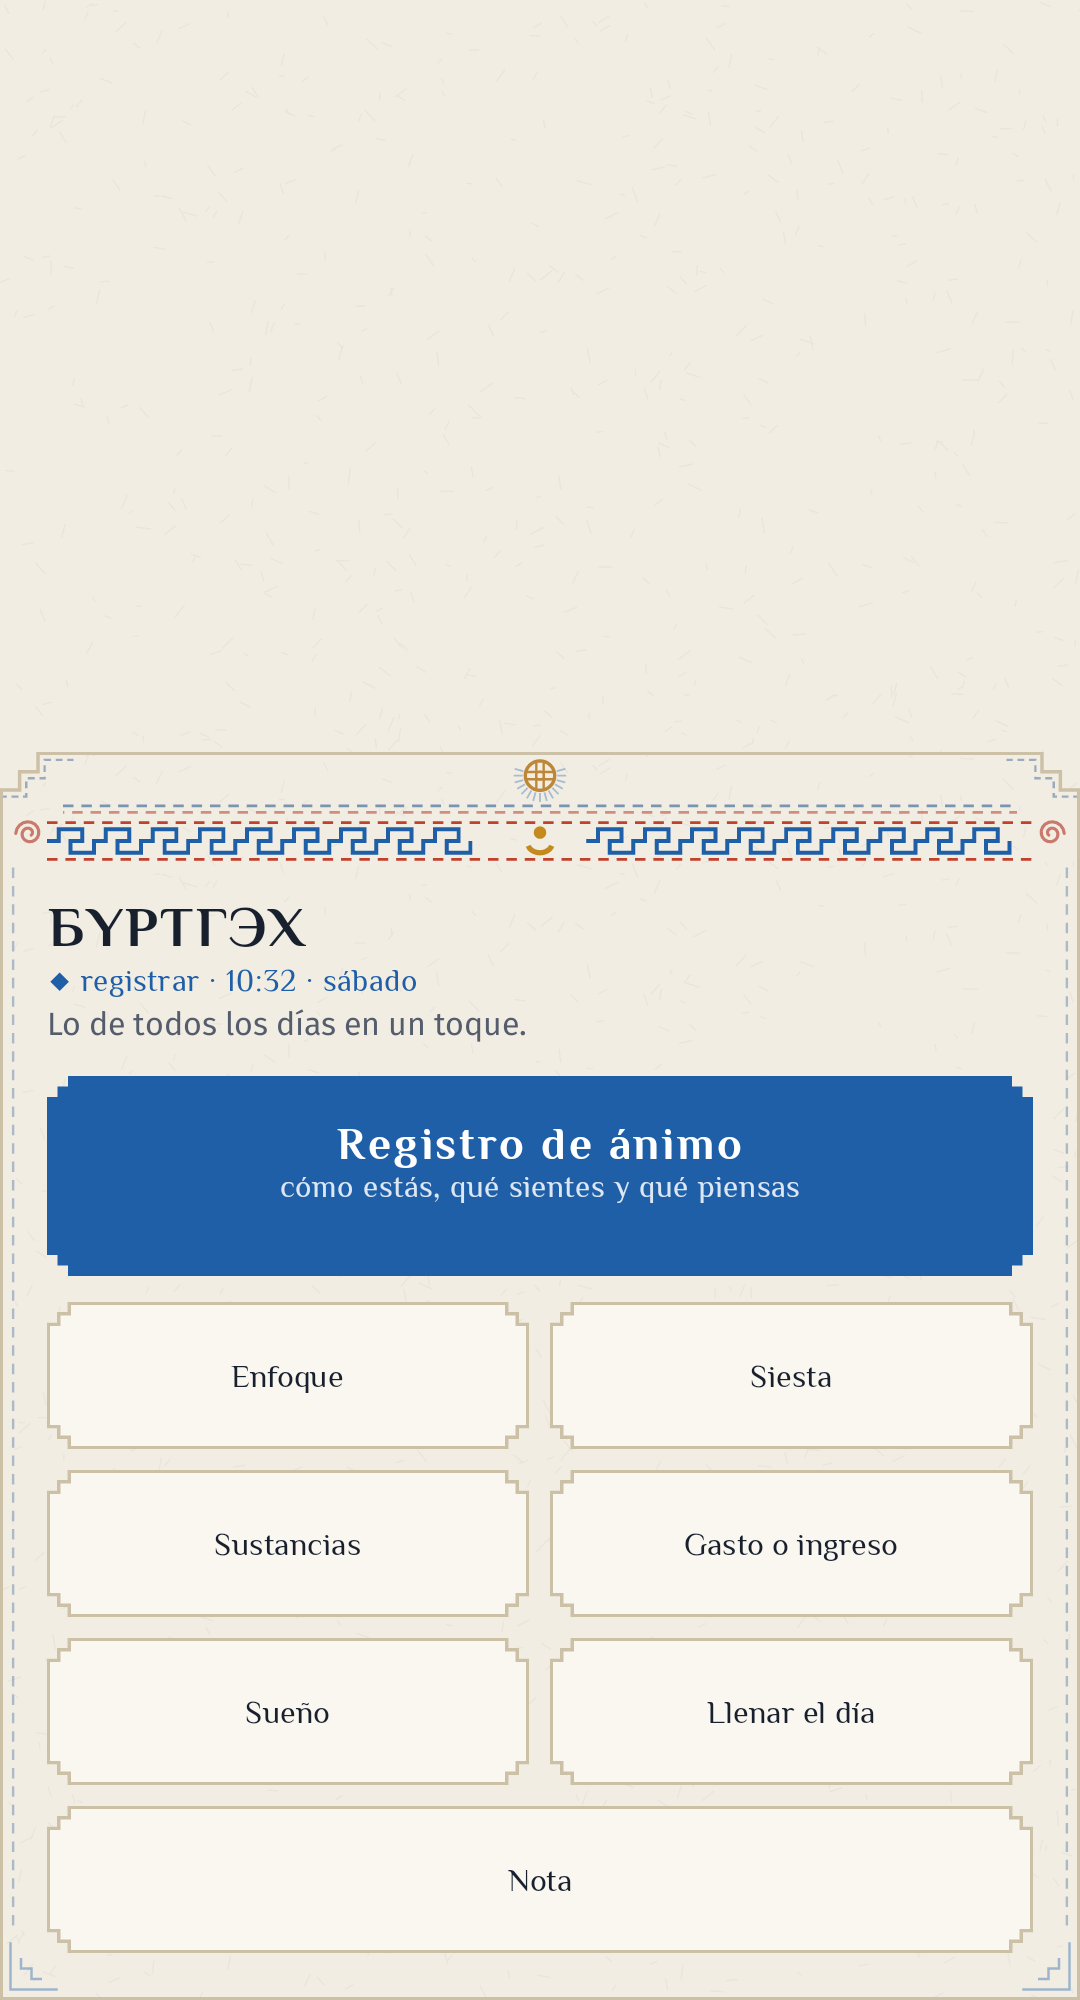 БҮРТГЭХ
◆ registrar · 10:32 · sábado
Lo de todos los días en un toque.
Registro de ánimo
cómo estás, qué sientes y qué piensas
Enfoque
Siesta
Sustancias
Gasto o ingreso
Sueño
Llenar el día
Nota